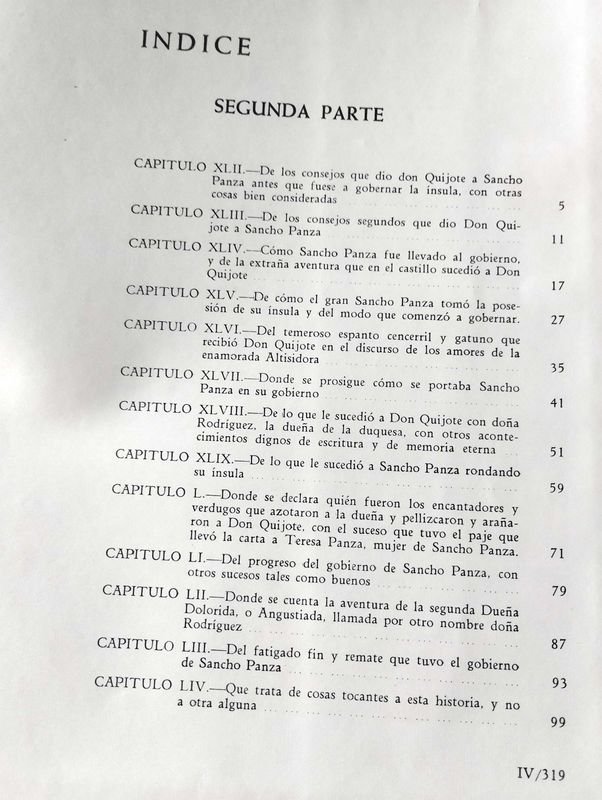 INDICE
SEGUNDA PARTE
CAPITULO XLII.—De los consejos que dio don Quijote a Sancho
Panza antes que fuese a gobernar la ínsula, con otras
cosas bien consideradas 5
CAPITULO XLIII.—De los consejos segundos que dio Don Qui-
jote a Sancho Panza 11
CAPITULO XLIV.—Cómo Sancho Panza fue llevado al gobierno,
y de la extraña aventura que en el castillo sucedió a Don
Quijote 17
CAPITULO XLV.—De cómo el gran Sancho Panza tomó la pose-
sión de su ínsula y del modo que comenzó a gobernar. 27
CAPITULO XLVI.—Del temeroso espanto cencerril y gatuno que
recibió Don Quijote en el discurso de los amores de la
enamorada Altisidora 35
CAPITULO XLVII.—Donde se prosigue cómo se portaba Sancho
Panza en su gobierno 41
CAPITULO XLVIII.—De lo que le sucedió a Don Quijote con doña
Rodríguez, la dueña de la duquesa, con otros aconte-
cimientos dignos de escritura y de memoria eterna 51
CAPITULO XLIX.—De lo que le sucedió a Sancho Panza rondando
su ínsula 59
CAPITULO L.—Donde se declara quién fueron los encantadores y
verdugos que azotaron a la dueña y pellizcaron y araña-
ron a Don Quijote, con el suceso que tuvo el paje que
llevó la carta a Teresa Panza, mujer de Sancho Panza. 71
CAPITULO LI.—Del progreso del gobierno de Sancho Panza, con
otros sucesos tales como buenos 79
CAPITULO LII.—Donde se cuenta la aventura de la segunda Dueña
Dolorida, o Angustiada, llamada por otro nombre doña
Rodríguez 87
CAPITULO LIII.—Del fatigado fin y remate que tuvo el gobierno
de Sancho Panza 93
CAPITULO LIV.—Que trata de cosas tocantes a esta historia, y no
a otra alguna 99
IV/319